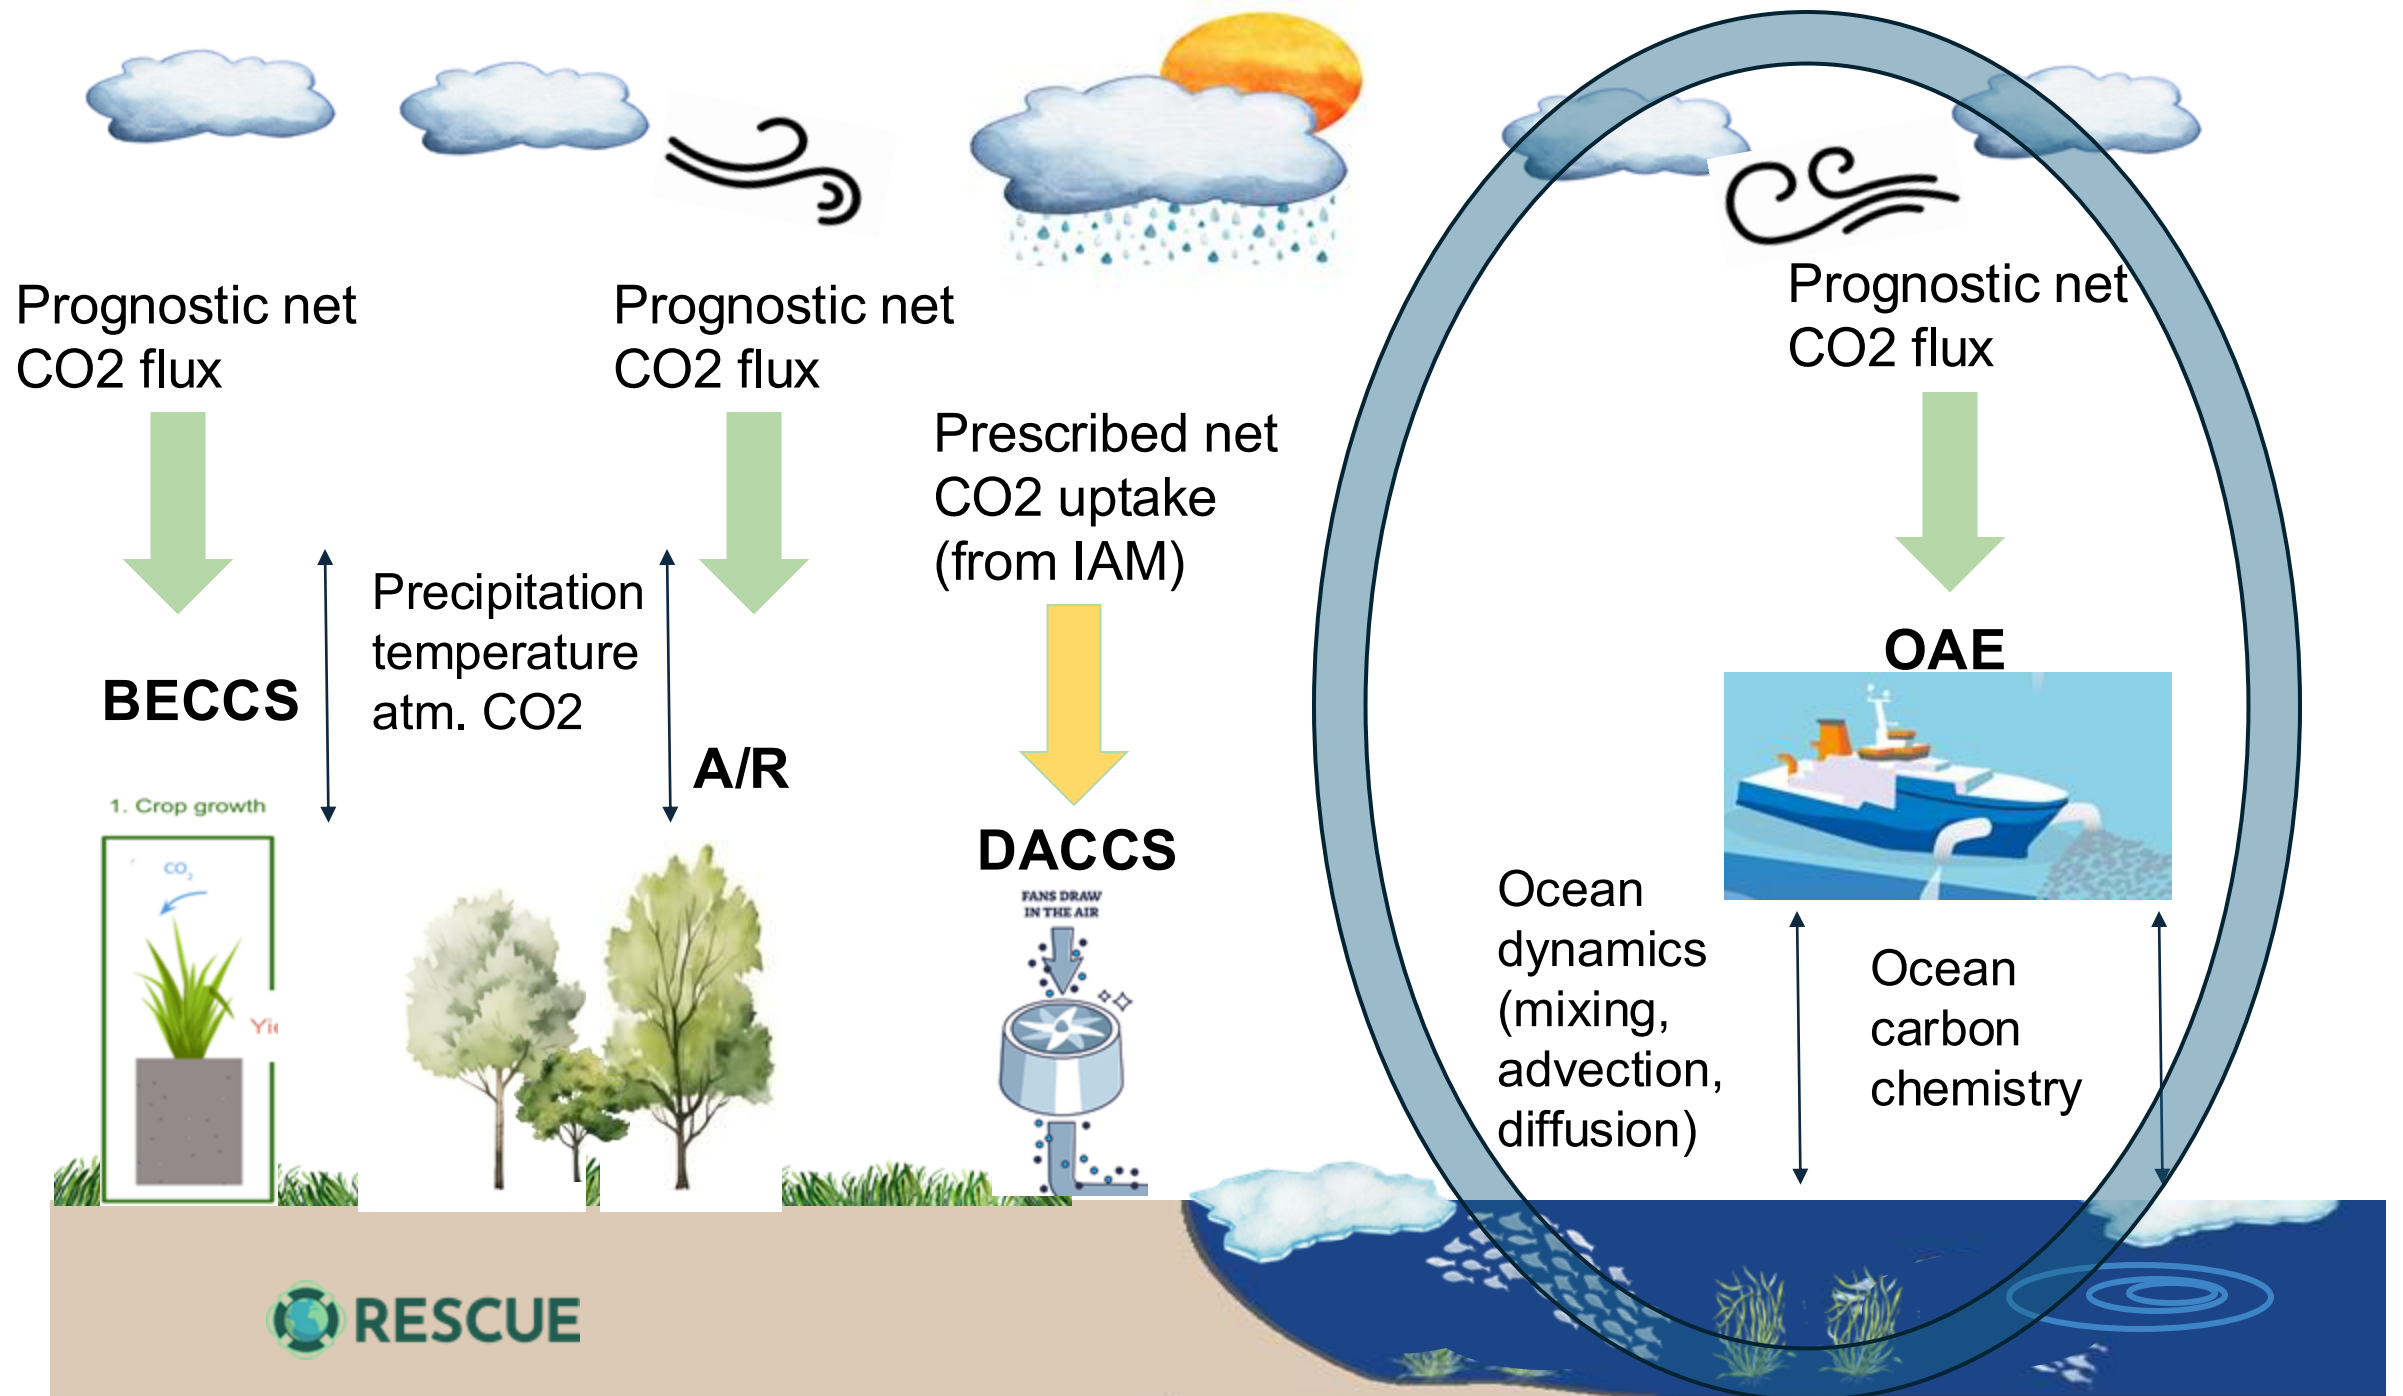 Prognostic net
CO2 flux
BECCS
1. Crop growth
CO2
Precipitation
temperature
atm. CO2
Prognostic net
CO2 flux
A/R
Prescribed net
CO2 uptake
(from IAM)
DACCS
FANS DRAW
IN THE AIR
Prognostic net
CO2 flux
OAE
Ocean
dynamics
(mixing,
advection,
diffusion)
Ocean
carbon
chemistry
RESCUE